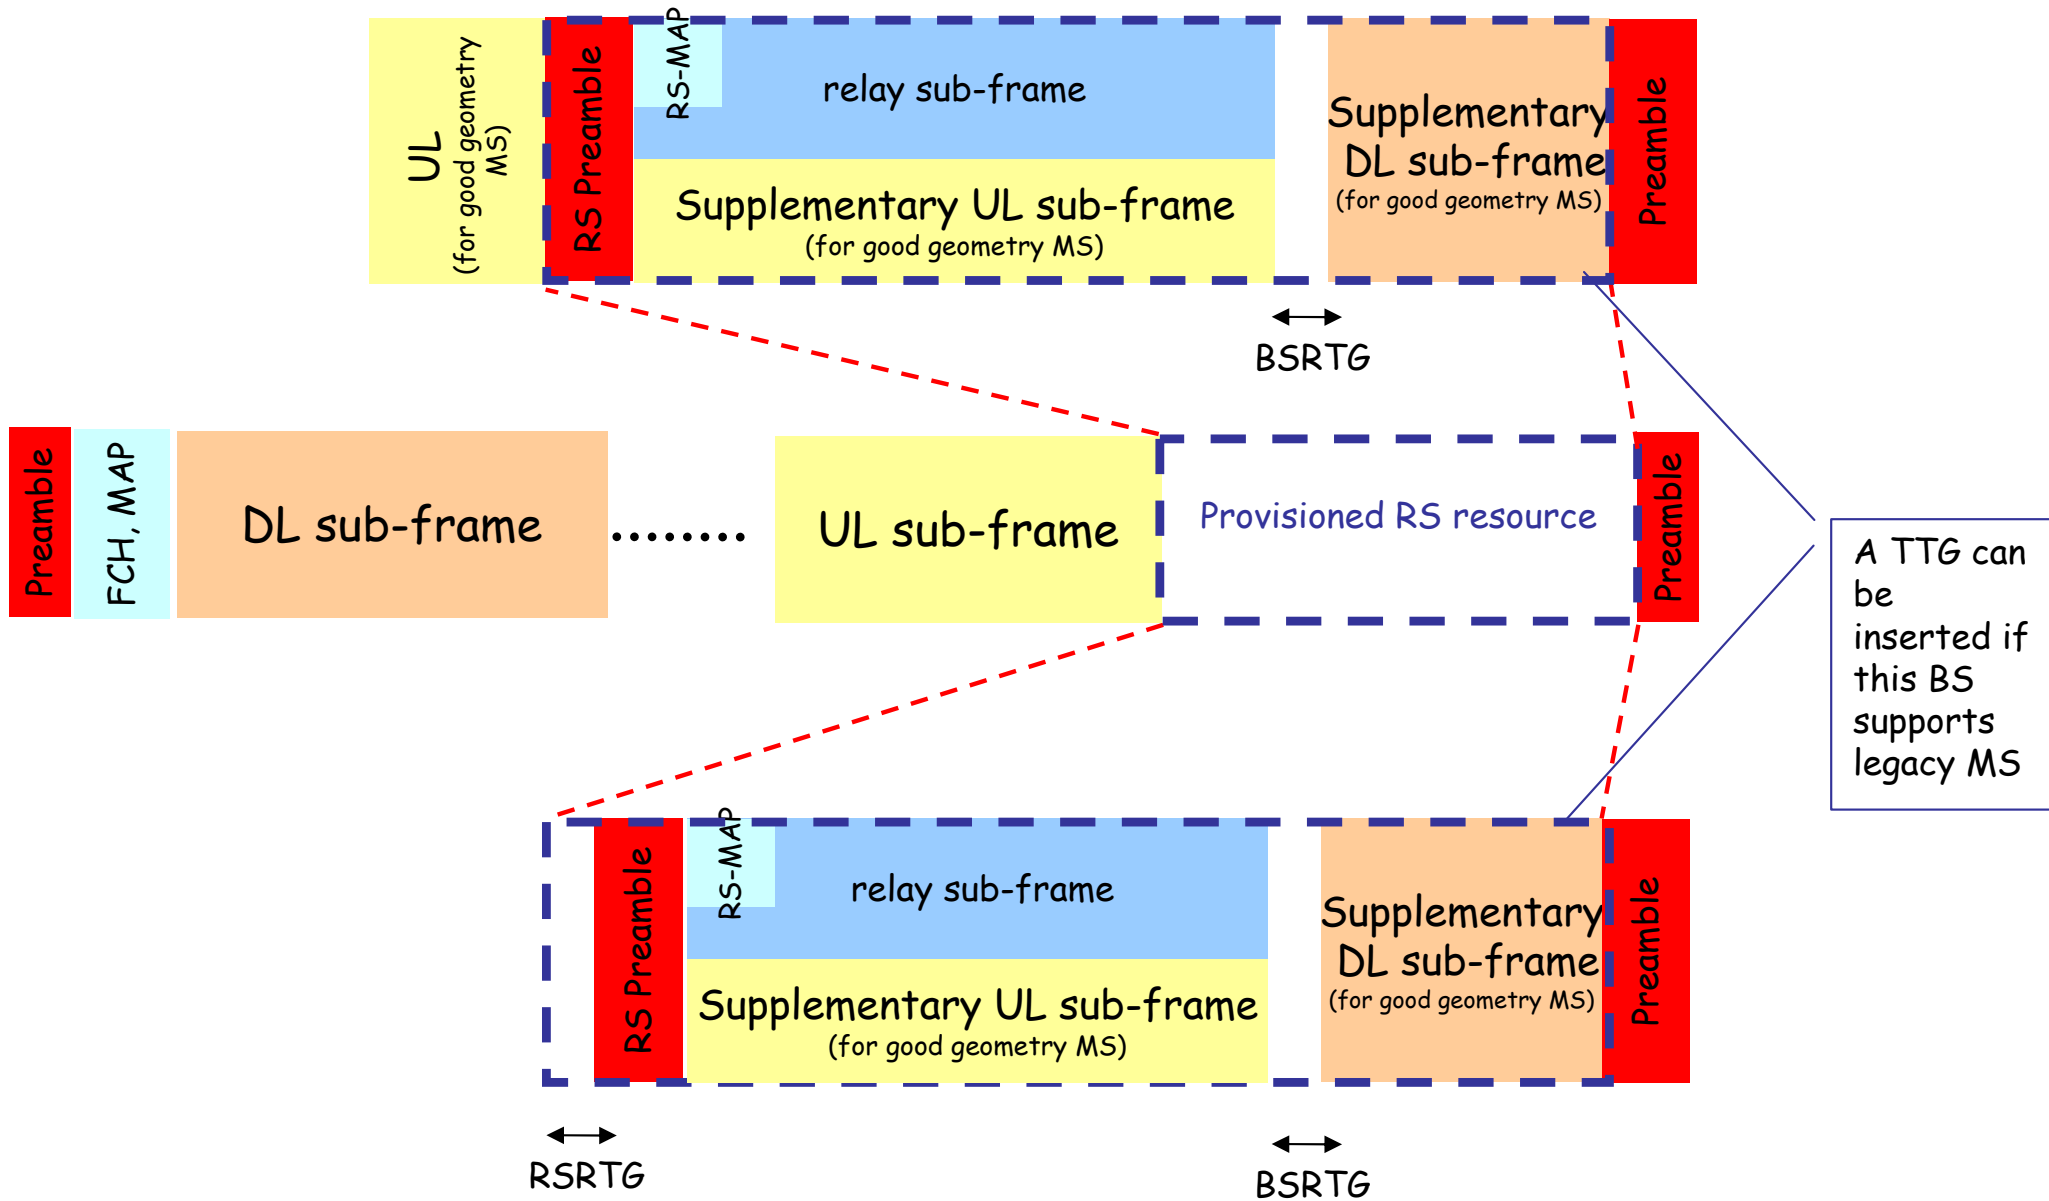 UL
(for good geometry
MS)
RS Preamble
RS-MAP
relay sub-frame
Supplementary UL sub-frame
(for good geometry MS)
Supplementary
DL sub-frame
(for good geometry MS)
Preamble
BSRTG
Preamble
FCH, MAP
DL sub-frame
........
UL sub-frame
Provisioned RS resource
Preamble
A TTG can
be
inserted if
this BS
supports
legacy MS
RS Preamble
RS-MAP
relay sub-frame
Supplementary UL sub-frame
(for good geometry MS)
Supplementary
DL sub-frame
(for good geometry MS)
Preamble
RSRTG
BSRTG